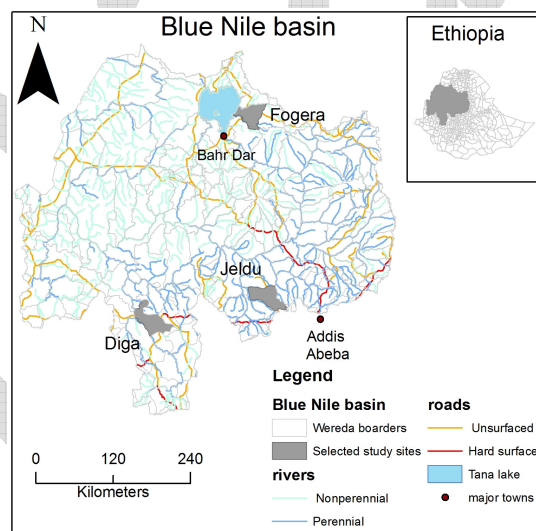 Blue Nile basin
N
Ethiopia
Fogera
Bahr Dar
Jeldu
Diga
Addis
Abeba
Legend
Blue Nile basin
Wereda boarders
Selected study sites
rivers
Nonperennial
Perennial
roads
Unsurfaced
Hard surface
Tana lake
major towns
0 120 240
Kilometers